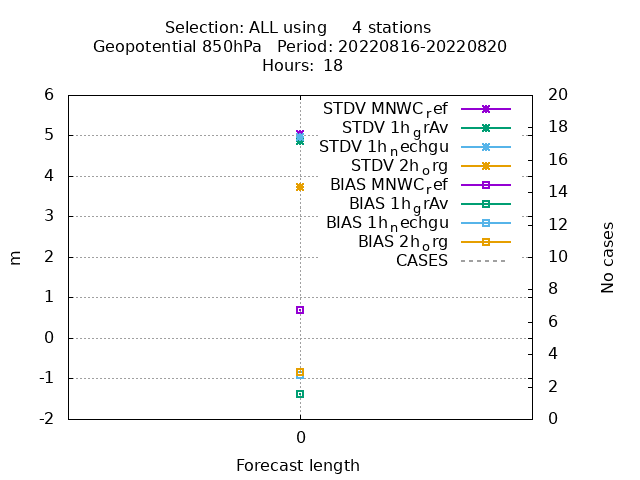 Selection: ALL using     4 stations
Geopotential 850hPa   Period: 20220816-20220820
Hours: 18
STDV MNWC_ref
STDV 1h_grAv
STDV 1h_nechgu
STDV 2h_org
BIAS MNWC_ref
BIAS 1h_grAv
BIAS 1h_nechgu
BIAS 2h_org
CASES
6
5
4
3
2
1
0
-1
-2
m
20
18
16
14
12
10
8
6
4
2
0
No cases
0
Forecast length